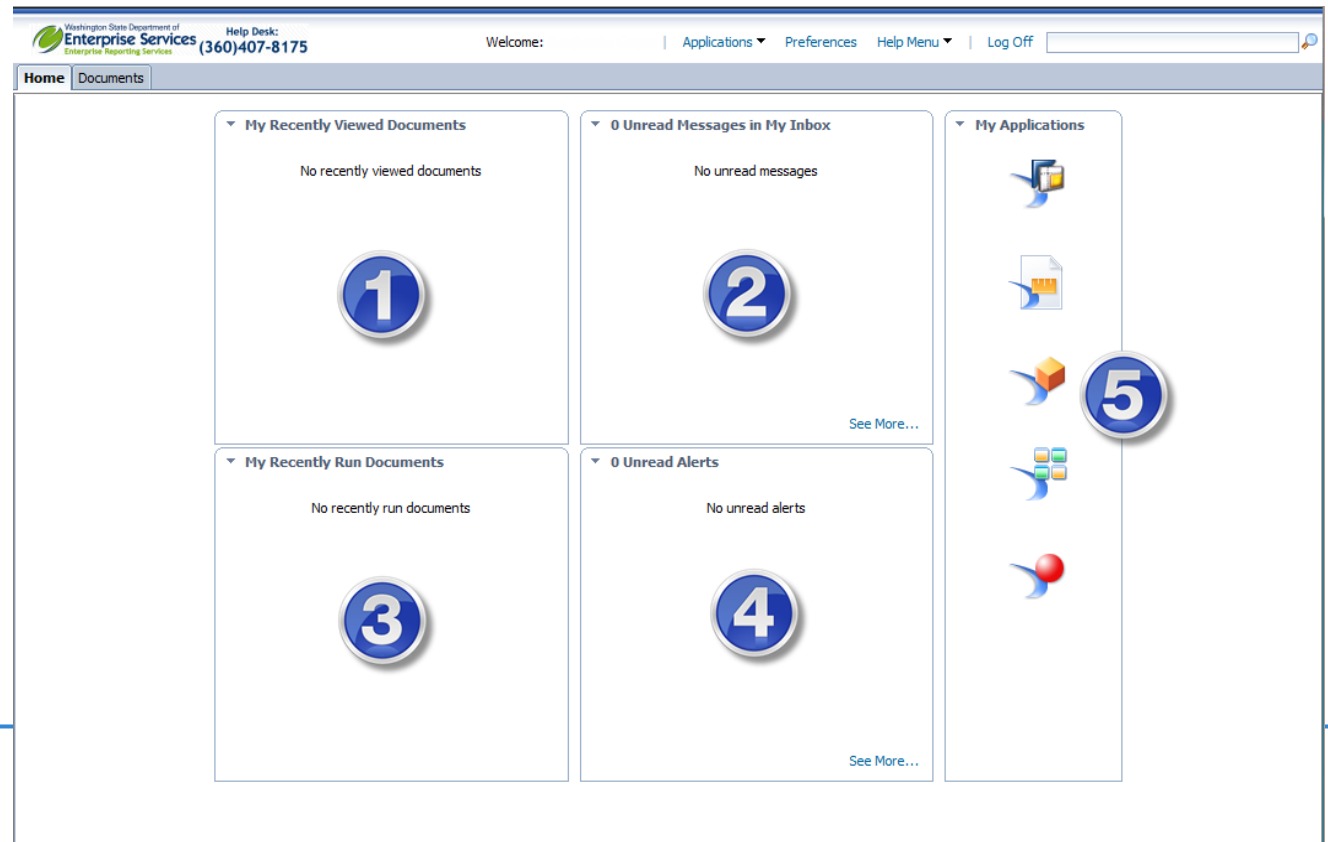 Washington State Department of
Enterprise Services
Enterprise Reporting Services
Help Desk:
(360)407-8175
Welcome: | Applications Preferences Help Menu | Log Off
Home Documents
My Recently Viewed Documents
No recently viewed documents
1
0 Unread Messages in My Inbox
No unread messages
2
See More...
My Applications
5
My Recently Run Documents
No recently run documents
3
0 Unread Alerts
No unread alerts
4
See More...